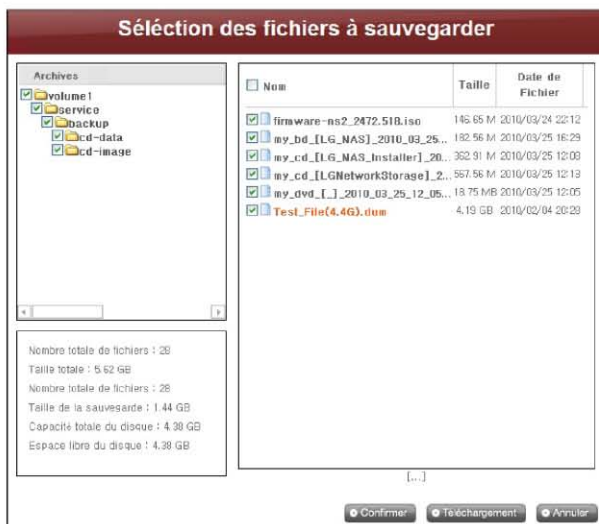 Séléction des fichiers à sauvegarder
Archives
volume1
service
backup
cd-data
cd-image
Nom Taille Date de Fichier
firmware-ns2_2472.518.iso 146.65 M 2010/03/24 22:12
my_bd_[LG_NAS]_2010_03_25... 182.56 M 2010/03/25 16:29
my_cd_[LG_NAS_Installer]_20... 362.91 M 2010/03/25 12:08
my_cd_[LGNetworkStorage]_2... 567.56 M 2010/03/25 12:13
my_dvd_[_]_2010_03_25_12_05... 18.75 MB 2010/03/25 12:05
Test_File(4.4G).dum 4.19 GB 2010/02/04 20:28
Nombre totale de fichiers : 28
Taille totale : 5.62 GB
Nombre totale de fichiers : 28
Taille de la sauvegarde : 1.44 GB
Capacité totale du disque : 4.38 GB
Espace libre du disque : 4.38 GB
[...]
Confirmer Téléchargement Annuler